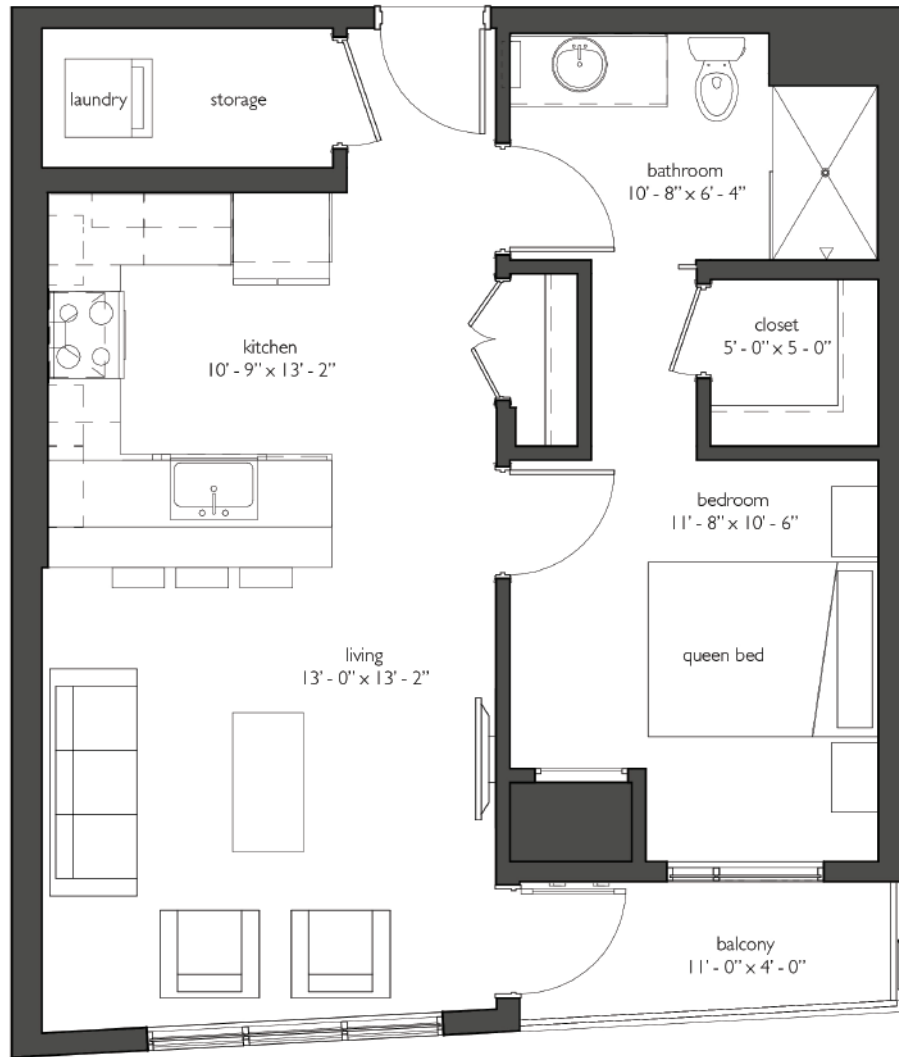 laundry
storage
bathroom
10' - 8” x 6' - 4”
closet
5' - 0” x 5 - 0”
kitchen
10' - 9” x 13' - 2”
bedroom
11' - 8” x 10' - 6”
living
13' - 0” x 13' - 2”
queen bed
balcony
11' - 0” x 4' - 0”